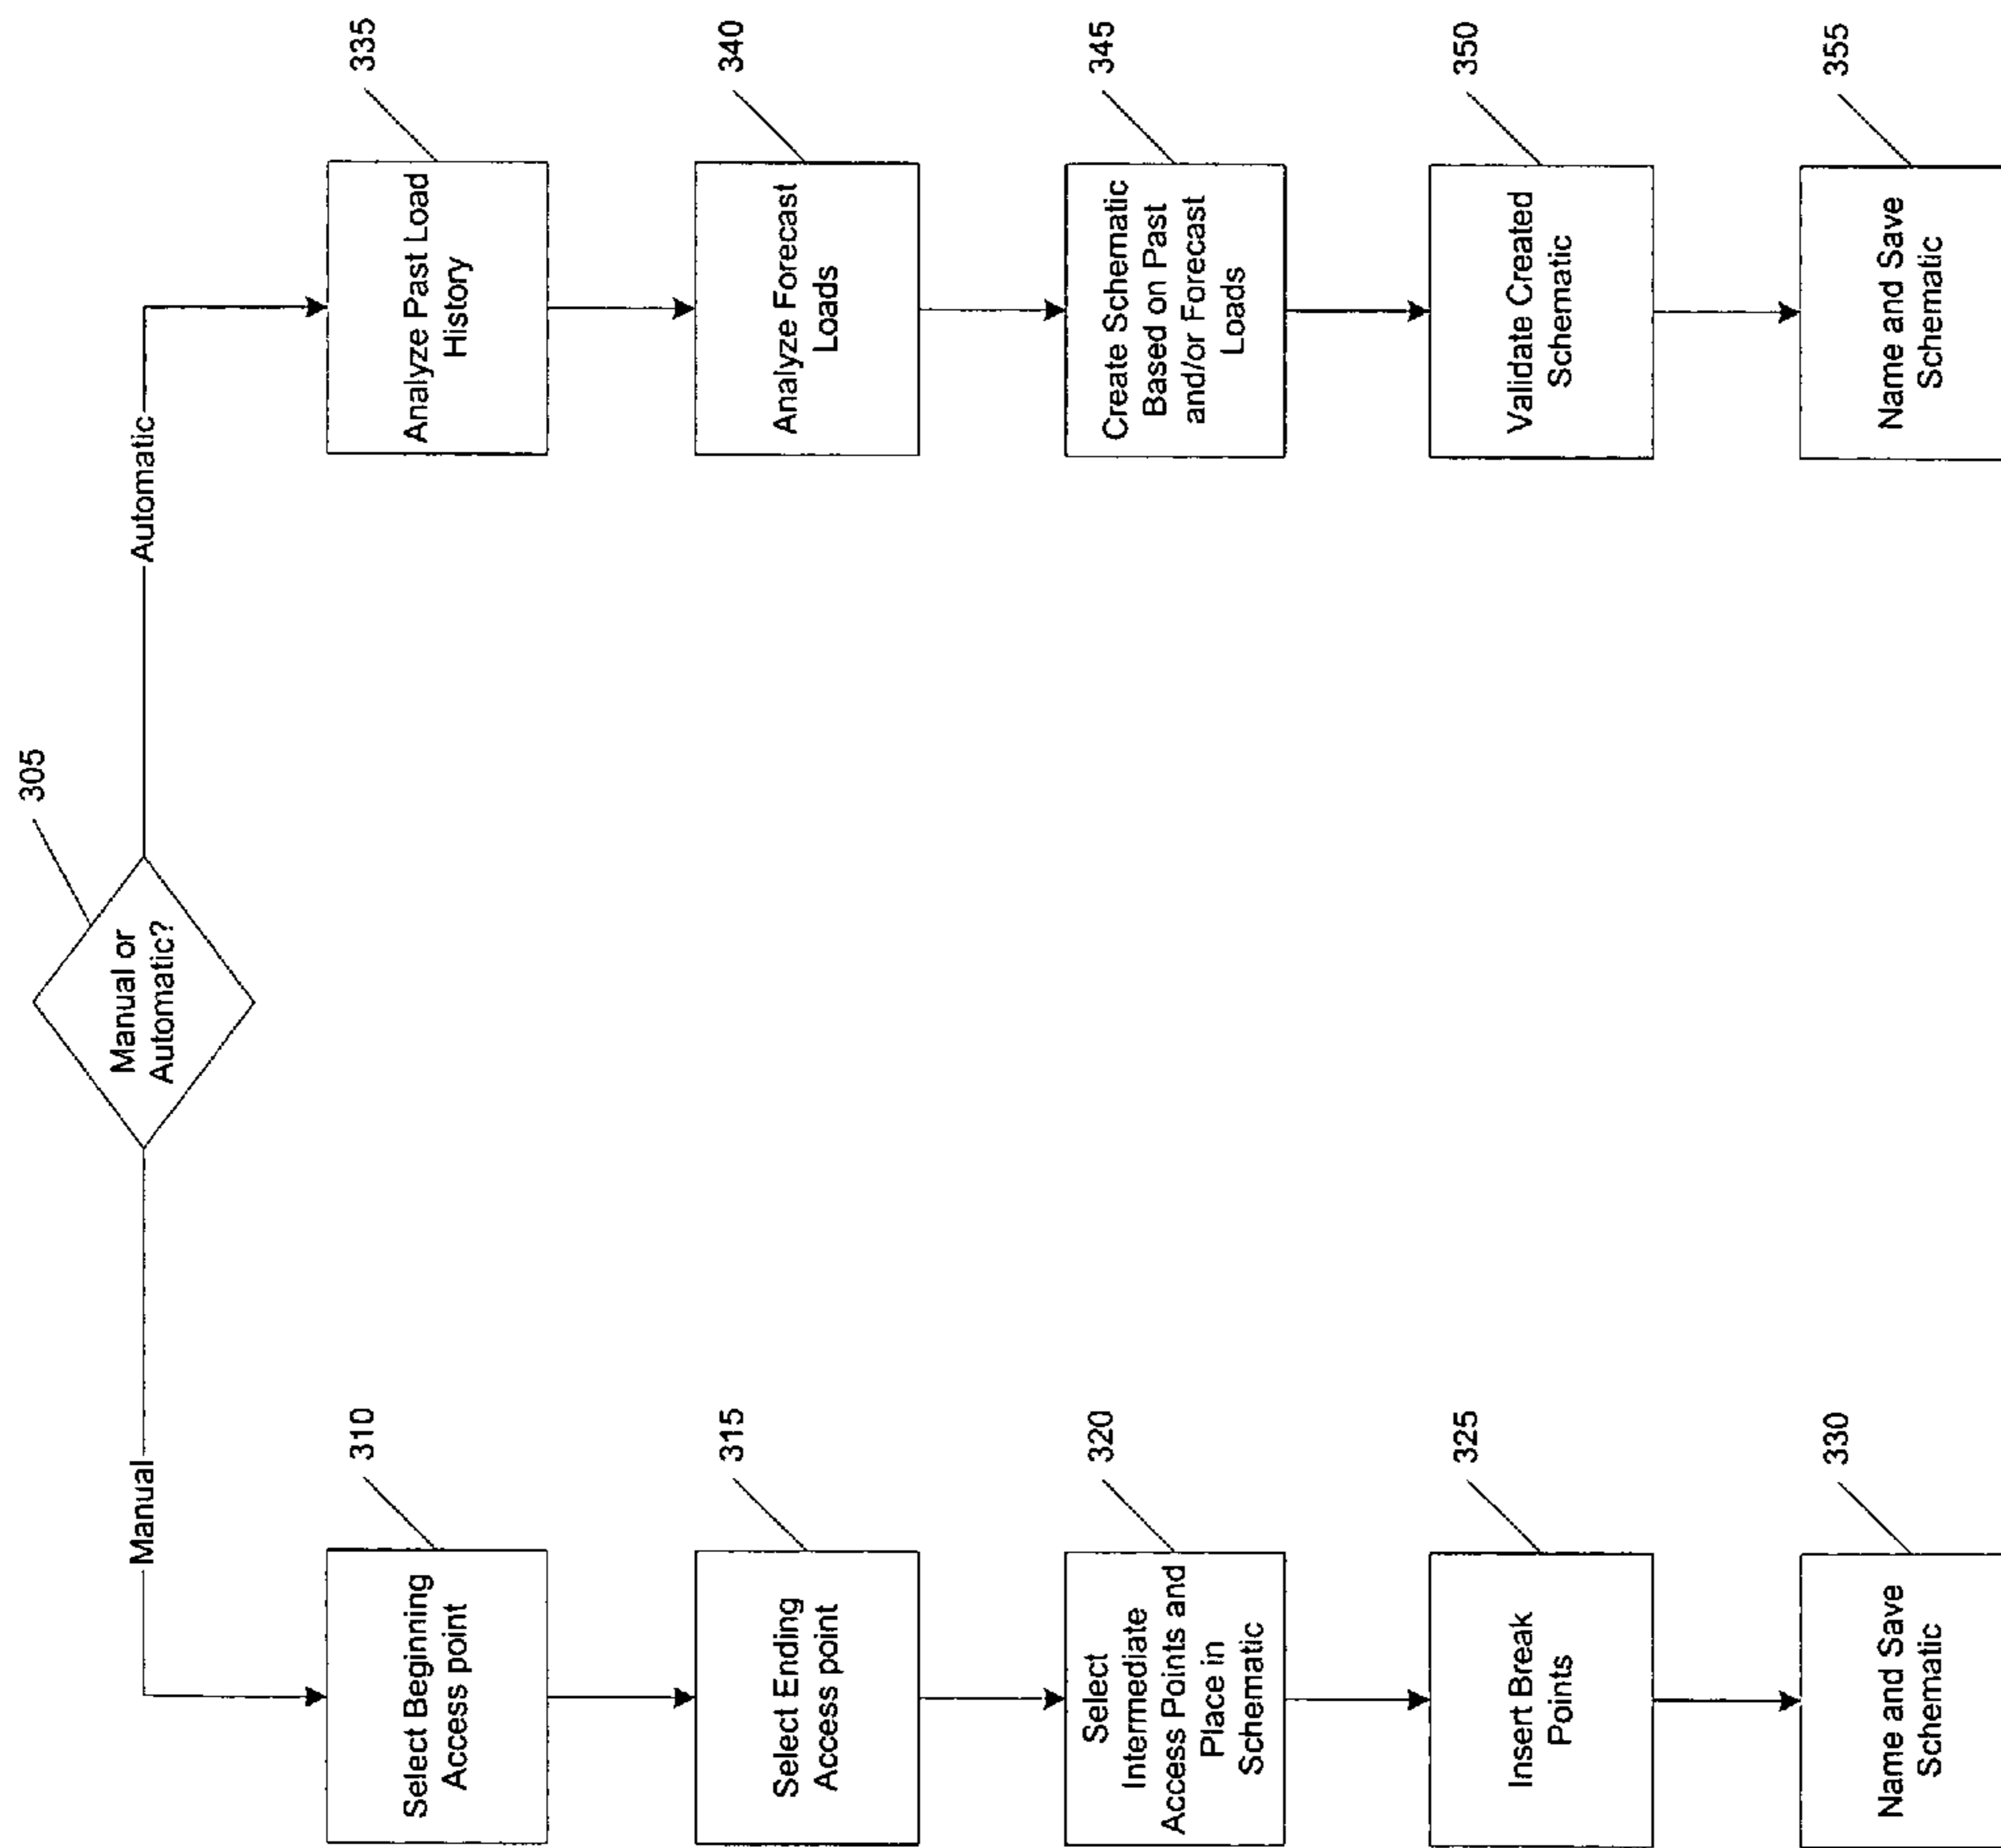 305
Manual or
Automatic?
Manual
Automatic
310
Select Beginning
Access point
315
Select Ending
Access point
320
Select
Intermediate
Access Points and
Place in
Schematic
325
Insert Break
Points
330
Name and Save
Schematic
335
Analyze Past Load
History
340
Analyze Forecast
Loads
345
Create Schematic
Based on Past
and/or Forecast
Loads
350
Validate Created
Schematic
355
Name and Save
Schematic